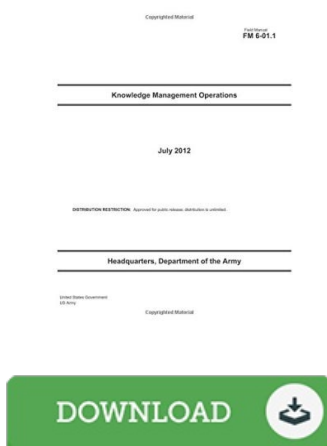 Copyrighted Material
Field Manual
FM 6-01.1
Knowledge Management Operations
July 2012
DISTRIBUTION RESTRICTION: Approved for public release; distribution is unlimited.
Headquarters, Department of the Army
United States Government
US Army
Copyrighted Material
DOWNLOAD